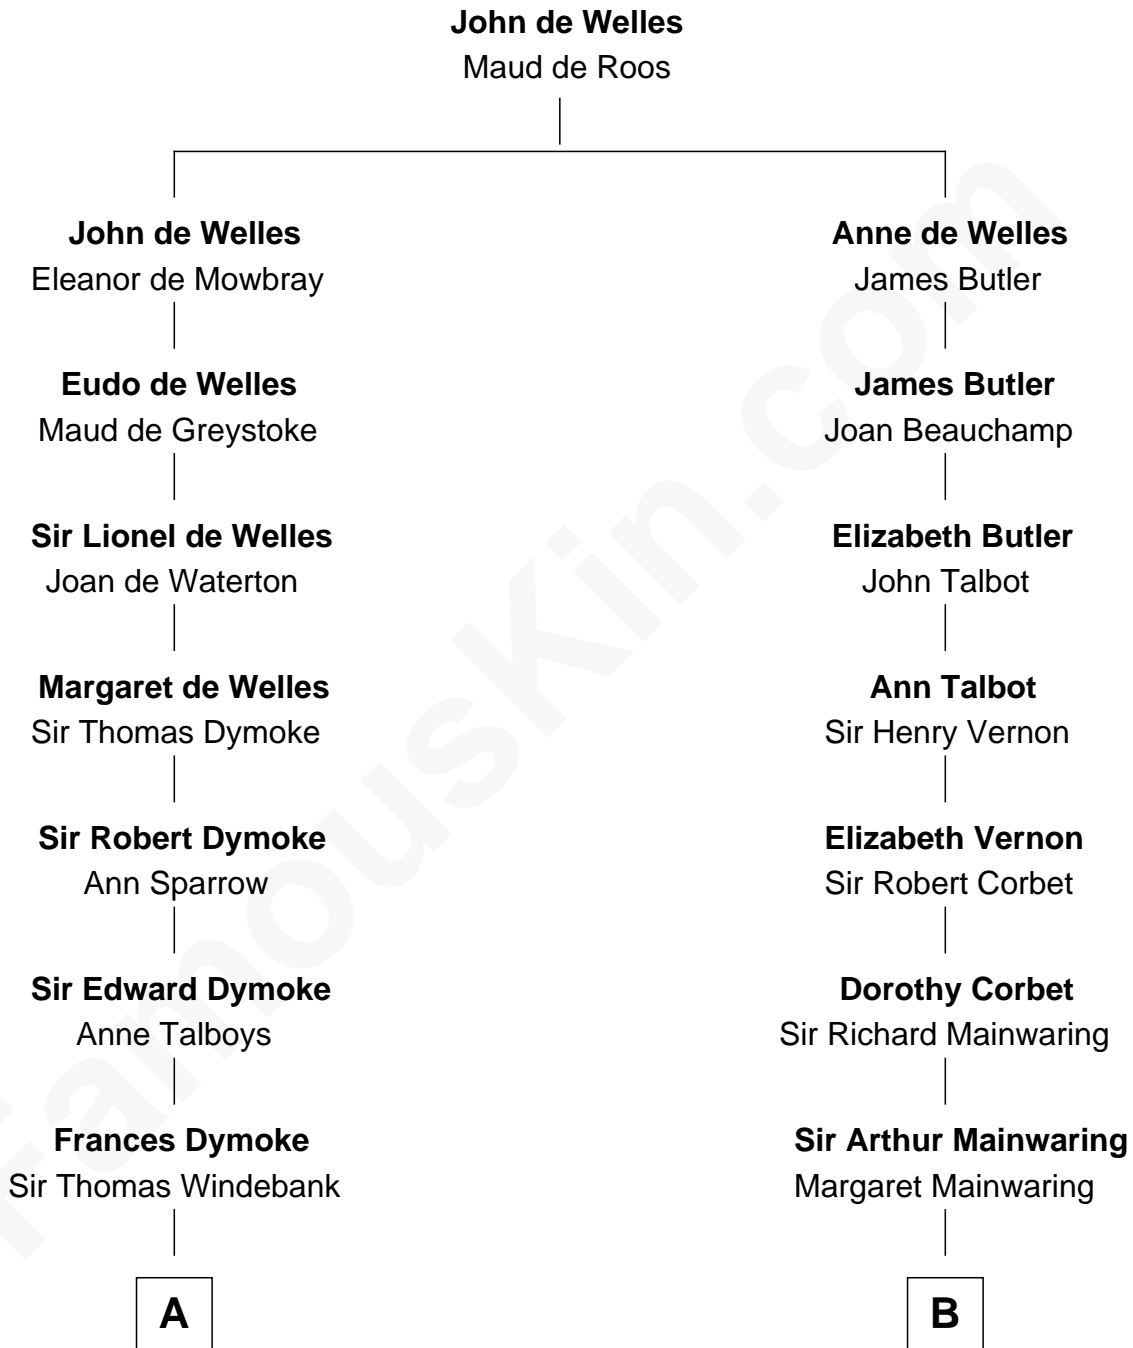 John de Welles
Maud de Roos
John de Welles
Eleanor de Mowbray
Anne de Welles
James Butler
Eudo de Welles
Maud de Greystoke
James Butler
Joan Beauchamp
Sir Lionel de Welles
Joan de Waterton
Elizabeth Butler
John Talbot
Margaret de Welles
Sir Thomas Dymoke
Ann Talbot
Sir Henry Vernon
Sir Robert Dymoke
Ann Sparrow
Elizabeth Vernon
Sir Robert Corbet
Sir Edward Dymoke
Anne Talboys
Dorothy Corbet
Sir Richard Mainwaring
Frances Dymoke
Sir Thomas Windebank
Sir Arthur Mainwaring
Margaret Mainwaring
A
B
FamousKin.com